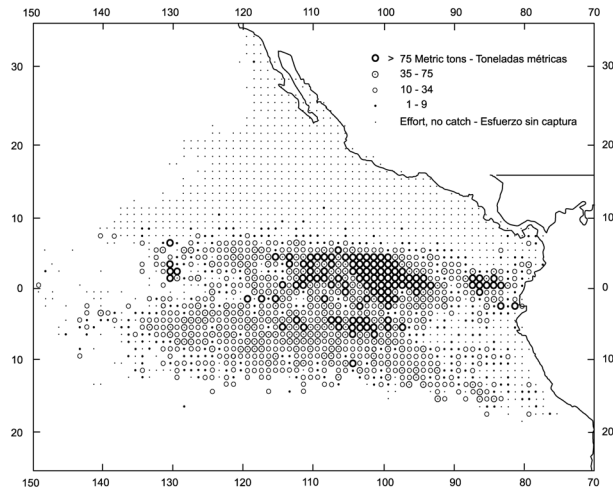 150 140 130 120 110 100 90 80 70
> 75 Metric tons - Toneladas métricas
35 - 75
10 - 34
1 - 9
Effort, no catch - Esfuerzo sin captura
30 30
20 20
10 10
0 0
10 10
20 20
150 140 130 120 110 100 90 80 70